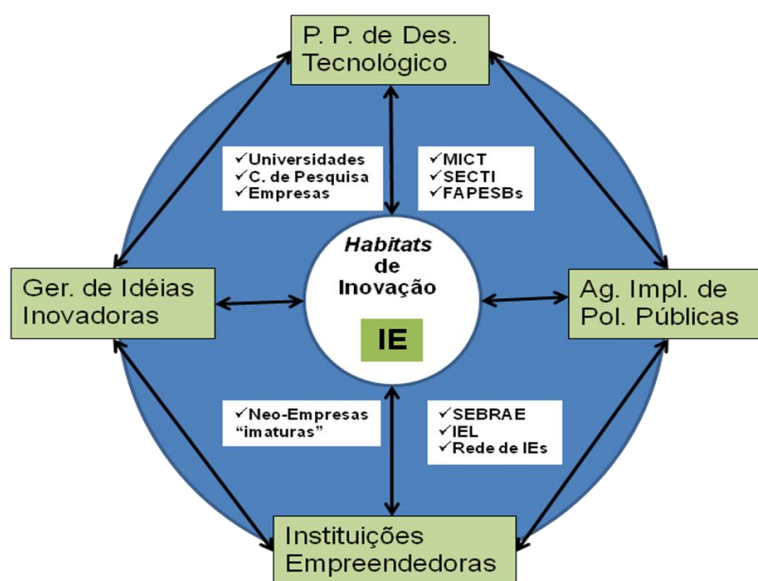 P. P. de Des.
Tecnológico
✓Universidades
✓C. de Pesquisa
✓Empresas
✓MICT
✓SECTI
✓FAPESBs
Habitats
de
Inovação
IE
Ger. de Idéias
Inovadoras
Ag. Impl. de
Pol. Públicas
✓Neo-Empresas
“imaturas”
✓SEBRAE
✓IEL
✓Rede de IEs
Instituições
Empreendedoras